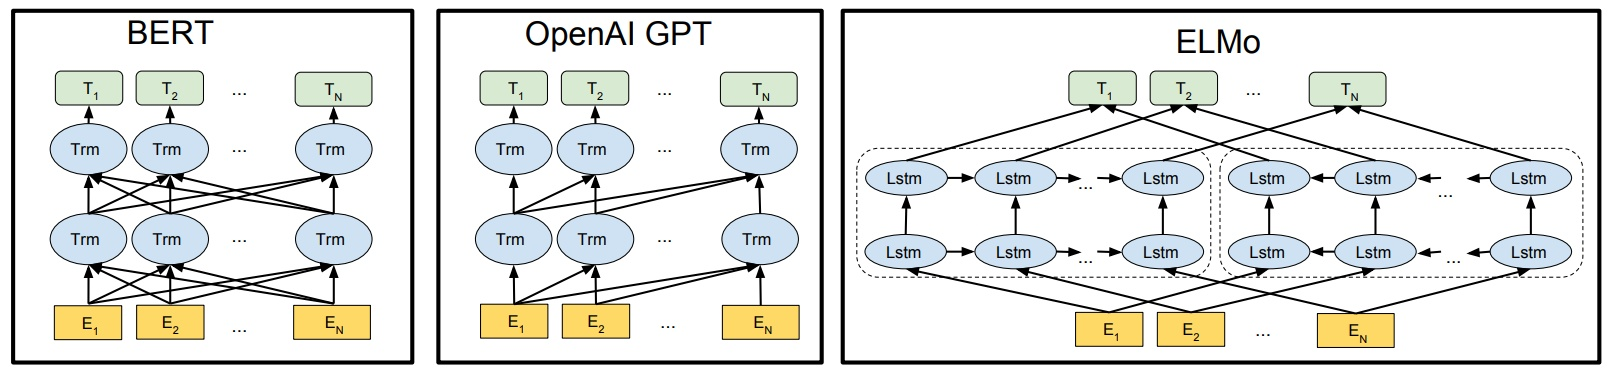 BERT
T1 T2 ... TN
Trm Trm ... Trm
Trm Trm ... Trm
E1 E2 ... EN
OpenAI GPT
T1 T2 ... TN
Trm Trm ... Trm
Trm Trm ... Trm
E1 E2 ... EN
ELMo
T1 T2 ... TN
Lstm Lstm ... Lstm Lstm Lstm ... Lstm
Lstm Lstm ... Lstm Lstm Lstm ... Lstm
E1 E2 ... EN